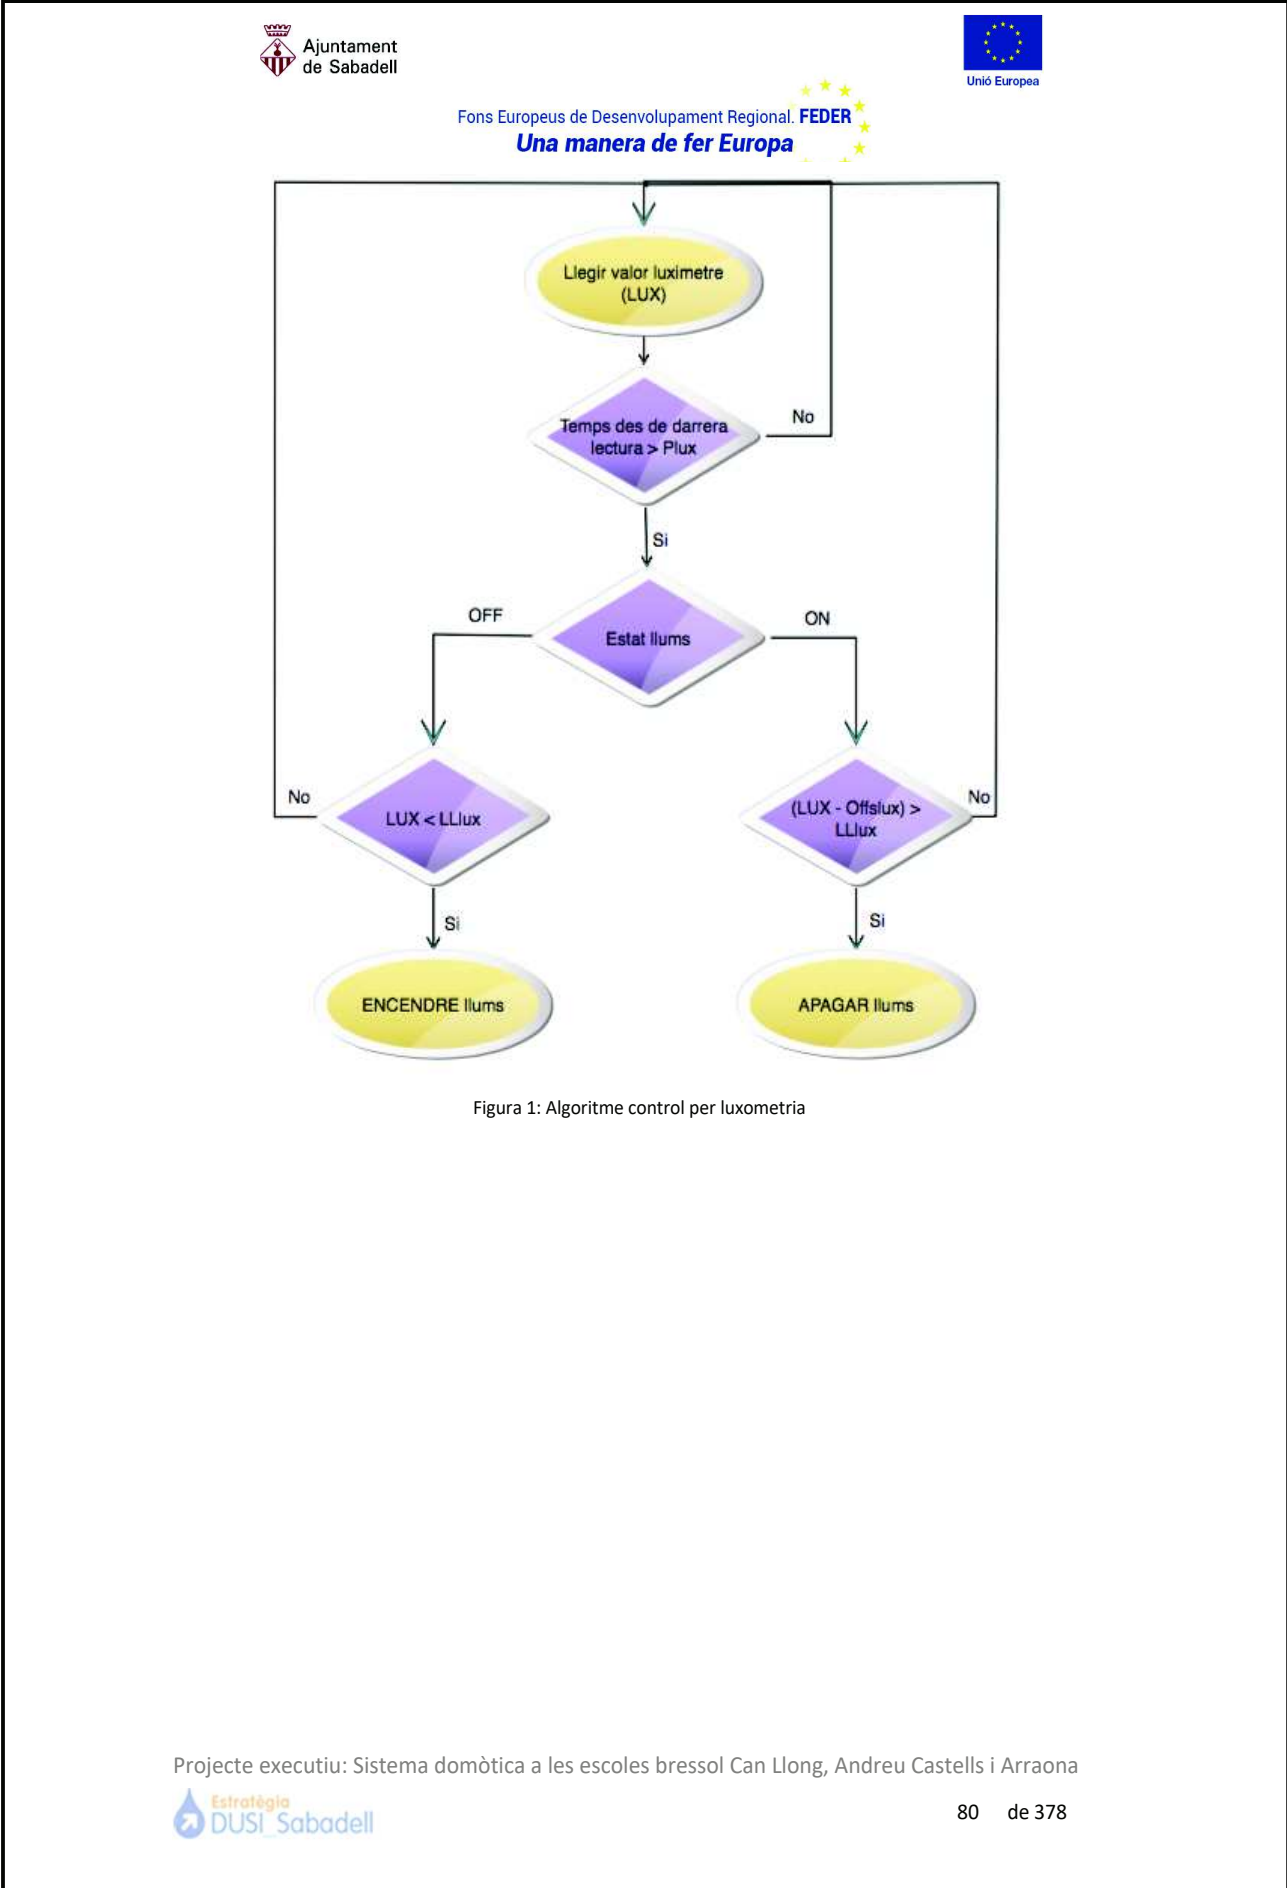 Ajuntament
de Sabadell
Unió Europea
Fons Europeus de Desenvolupament Regional. FEDER
Una manera de fer Europa
Llegir valor luximetre
(LUX)
Temps des de darrera
lectura > Plux
No
Si
OFF
Estat llums
ON
No
LUX < LLlux
(LUX - Offslux) >
LLlux
No
Si
Si
ENCENDRE llums
APAGAR llums
Figura 1: Algoritme control per luxometria
Projecte executiu: Sistema domòtica a les escoles bressol Can Llong, Andreu Castells i Arraona
Estratègia
DUSI_Sabadell
80 de 378